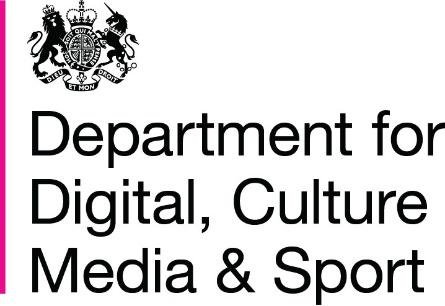 DIEU ET MON DROIT
Department for
Digital, Culture
Media & Sport